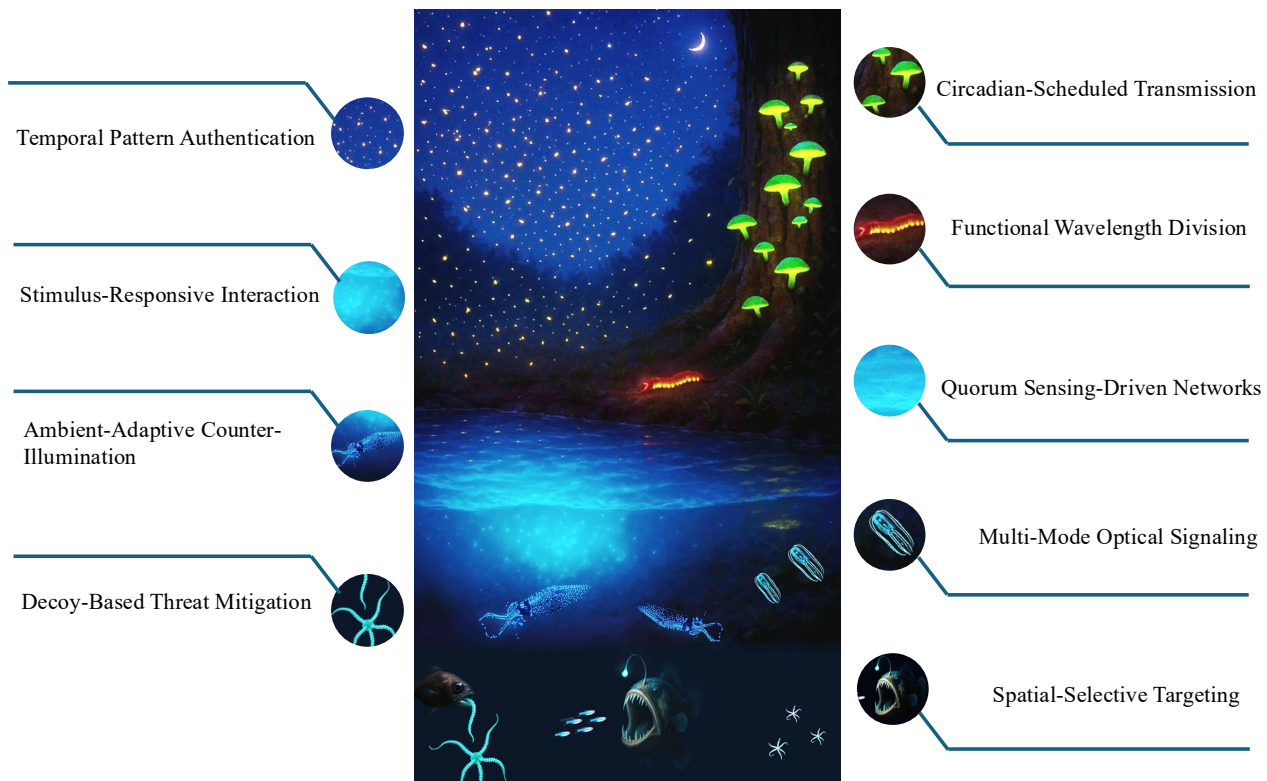 Temporal Pattern Authentication
Stimulus-Responsive Interaction
Ambient-Adaptive Counter-
Illumination
Decoy-Based Threat Mitigation
Circadian-Scheduled Transmission
Functional Wavelength Division
Quorum Sensing-Driven Networks
Multi-Mode Optical Signaling
Spatial-Selective Targeting